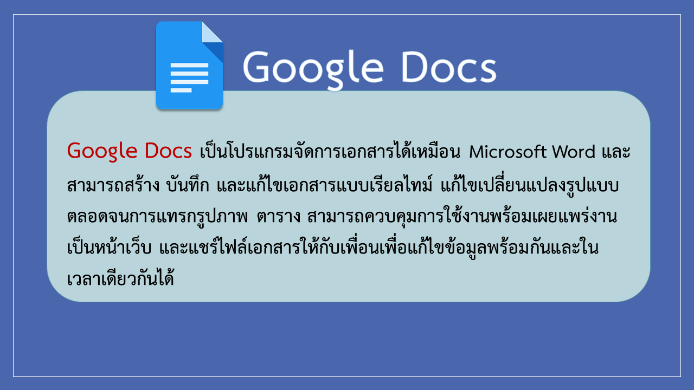 Google Docs
Google Docs เป็นโปรแกรมจัดการเอกสารได้เหมือน Microsoft Word และ
สามารถสร้าง บันทึก และแก้ไขเอกสารแบบเรียลไทม์ แก้ไขเปลี่ยนแปลงรูปแบบ
ตลอดจนการแทรกรูปภาพ ตาราง สามารถควบคุมการใช้งานพร้อมเผยแพร่งาน
เป็นหน้าเว็บ และแชร์ไฟล์เอกสารให้กับเพื่อนเพื่อแก้ไขข้อมูลพร้อมกันและใน
เวลาเดียวกันได้